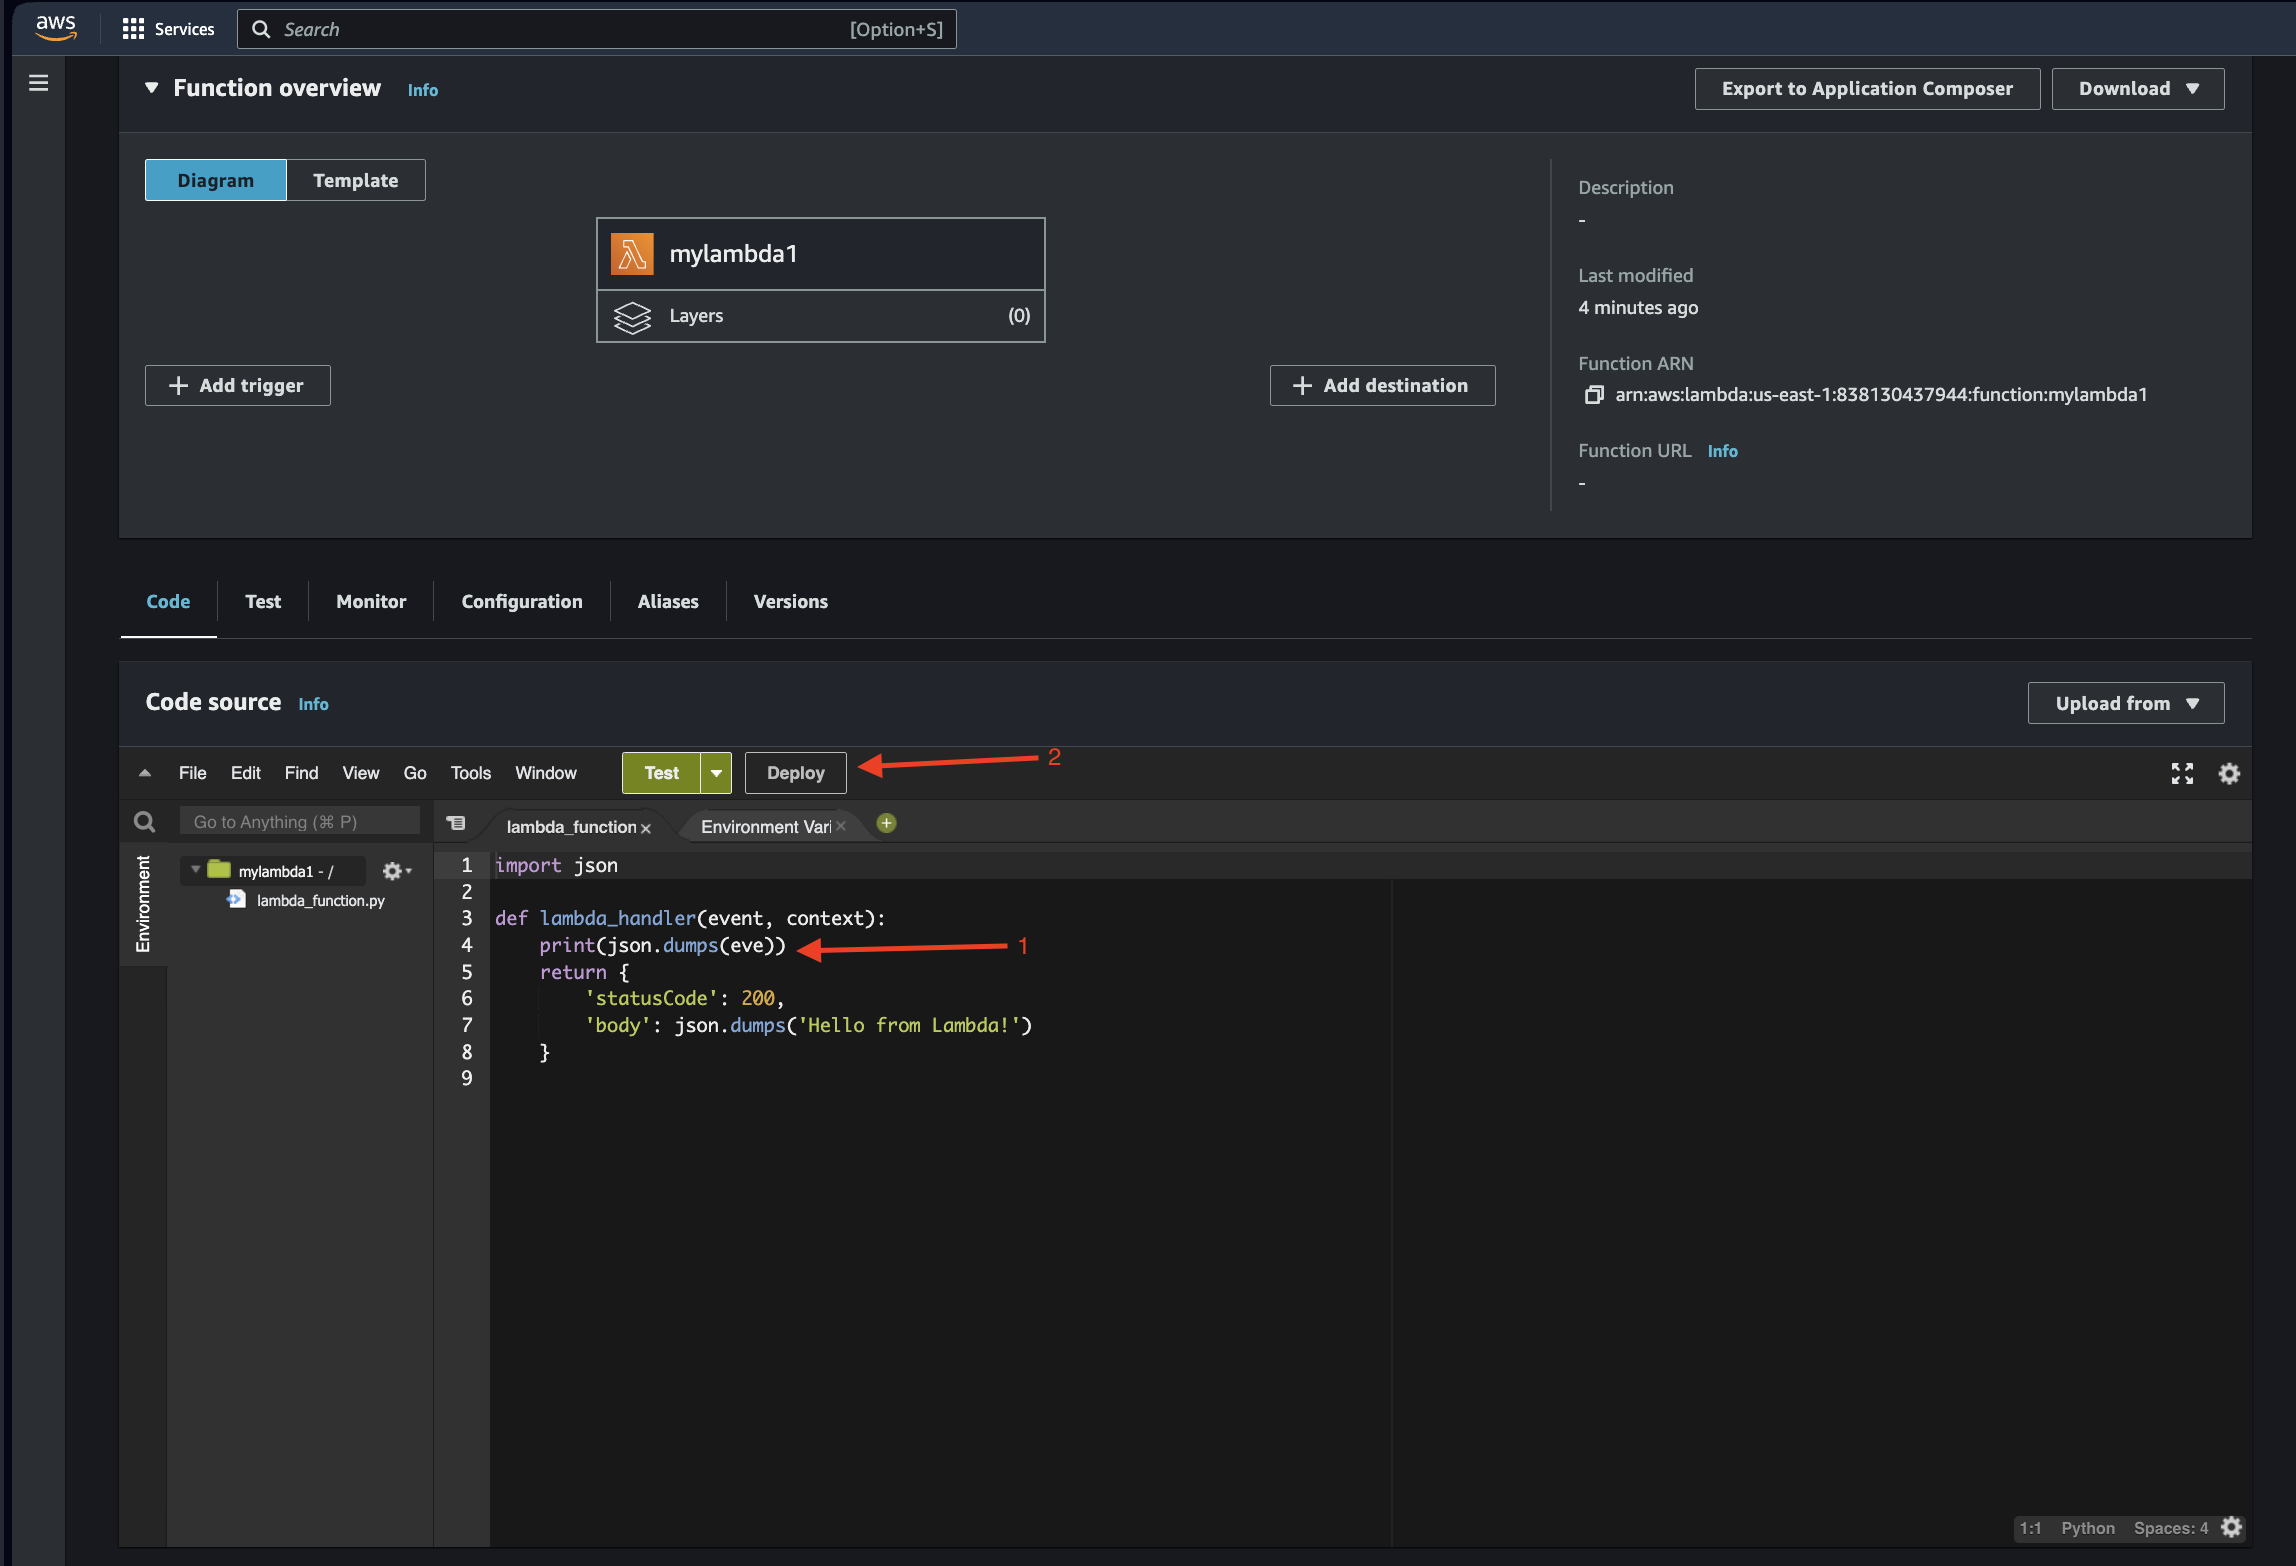 aws
Services
Search
[Option+S]
Function overview Info
Export to Application Composer
Download
Diagram
Template
mylambda1
Layers
(0)
Add trigger
Add destination
Description
-
Last modified
4 minutes ago
Function ARN
arn:aws:lambda:us-east-1:838130437944:function:mylambda1
Function URL Info
-
Code
Test
Monitor
Configuration
Aliases
Versions
Code source Info
Upload from
File
Edit
Find
View
Go
Tools
Window
Test
Deploy
2
Go to Anything (⌘ P)
lambda_function
Environment Vari
Environment
mylambda1 - /
lambda_function.py
1 import json
2
3 def lambda_handler(event, context):
4 print(json.dumps(eve))
1
5 return {
6 'statusCode': 200,
7 'body': json.dumps('Hello from Lambda!')
8 }
9
1:1 Python Spaces: 4